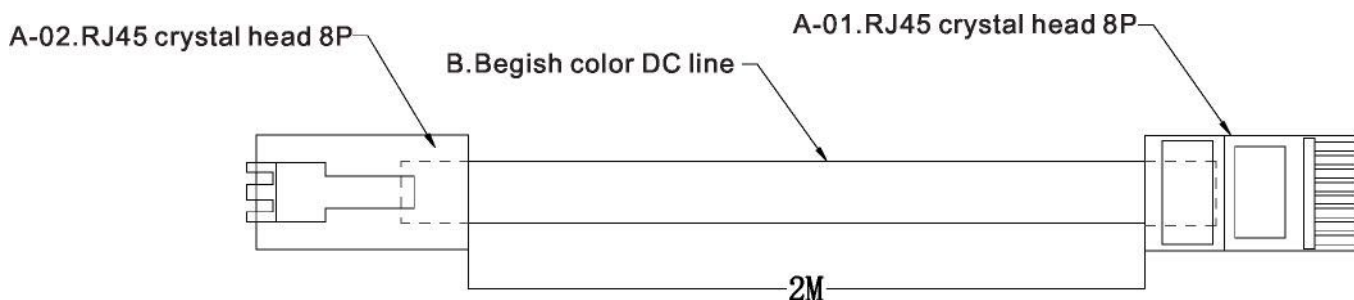 A-02.RJ45 crystal head 8P
A-01.RJ45 crystal head 8P
B.Begish color DC line
2M